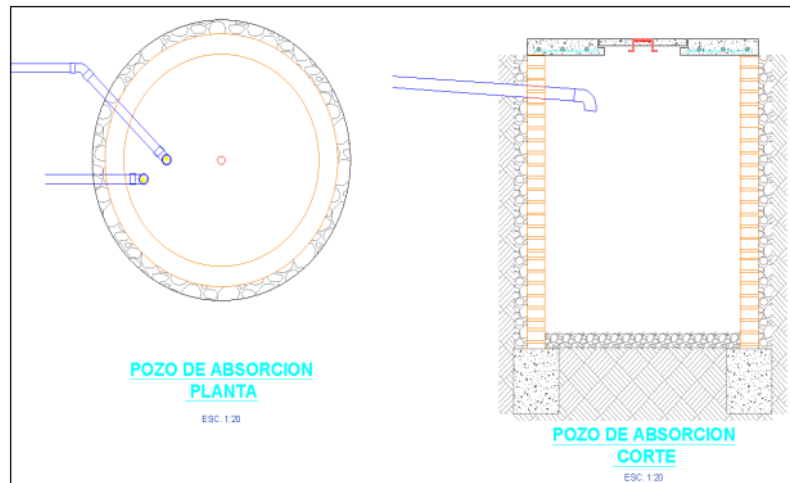 POZO DE ABSORCION
PLANTA
ESC. 1:20
POZO DE ABSORCION
CORTE
ESC. 1:20